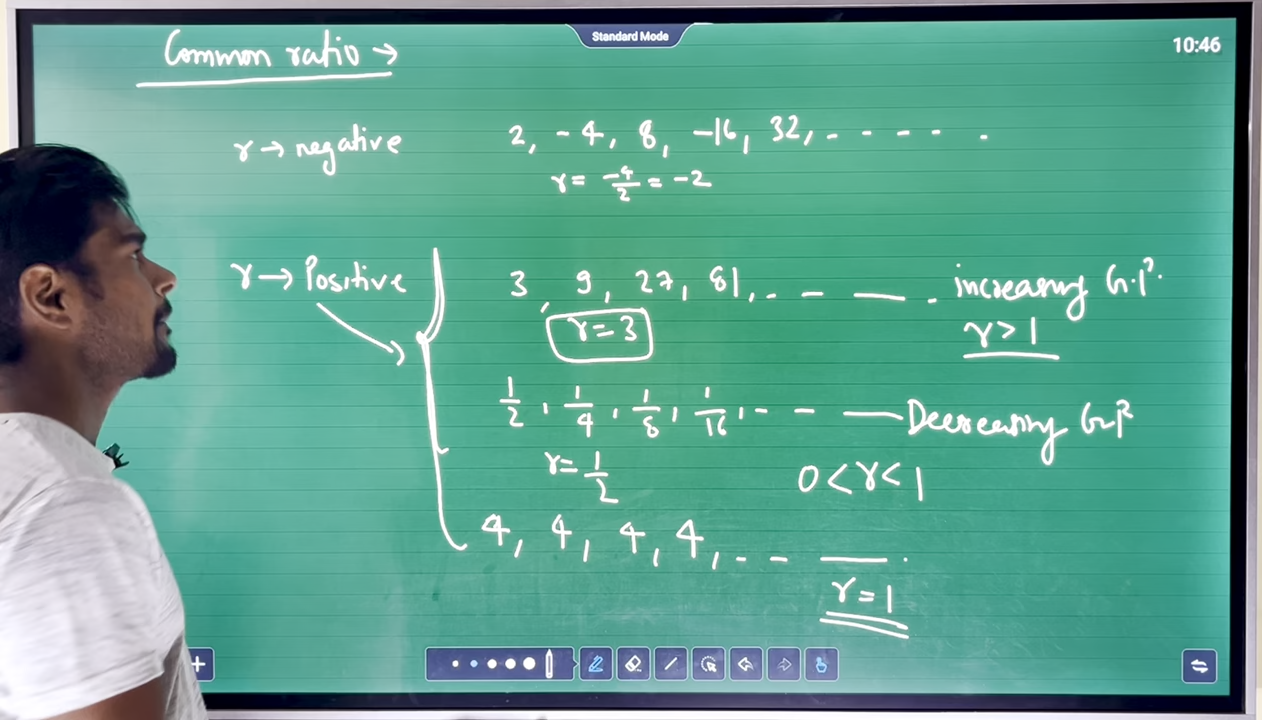 Standard Mode
10:46
Common ratio →
r → negative 2, -4, 8, -16, 32, - - - - .
r = -4/2 = -2
r → Positive 3, 9, 27, 81, - - — . increasing G.P.
r = 3 r > 1
1/2, 1/4, 1/8, 1/16, - - — Decreasing G.P
r = 1/2 0 < r < 1
4, 4, 4, 4, - - — .
r = 1